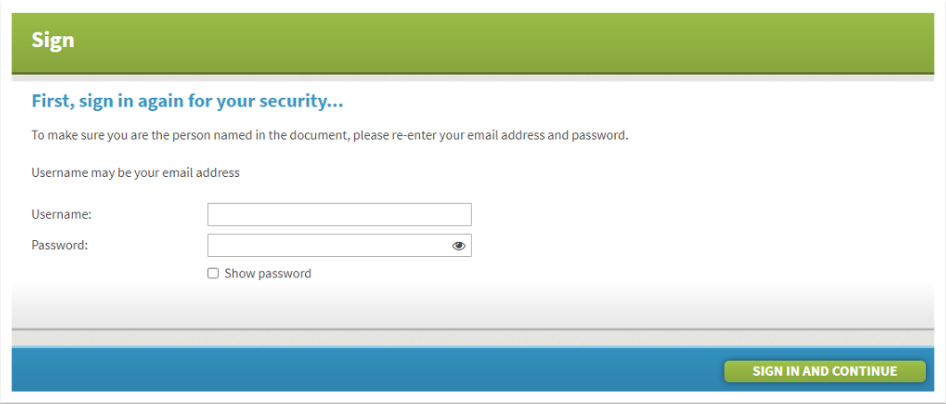 Sign
First, sign in again for your security...
To make sure you are the person named in the document, please re-enter your email address and password.
Username may be your email address
Username:
Password:
Show password
SIGN IN AND CONTINUE